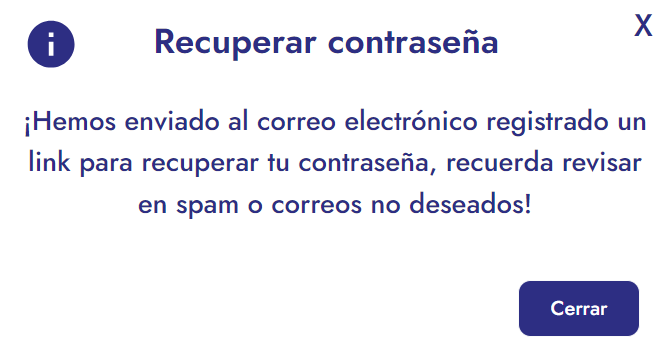 Recuperar contraseña
X
¡Hemos enviado al correo electrónico registrado un
link para recuperar tu contraseña, recuerda revisar
en spam o correos no deseados!
Cerrar